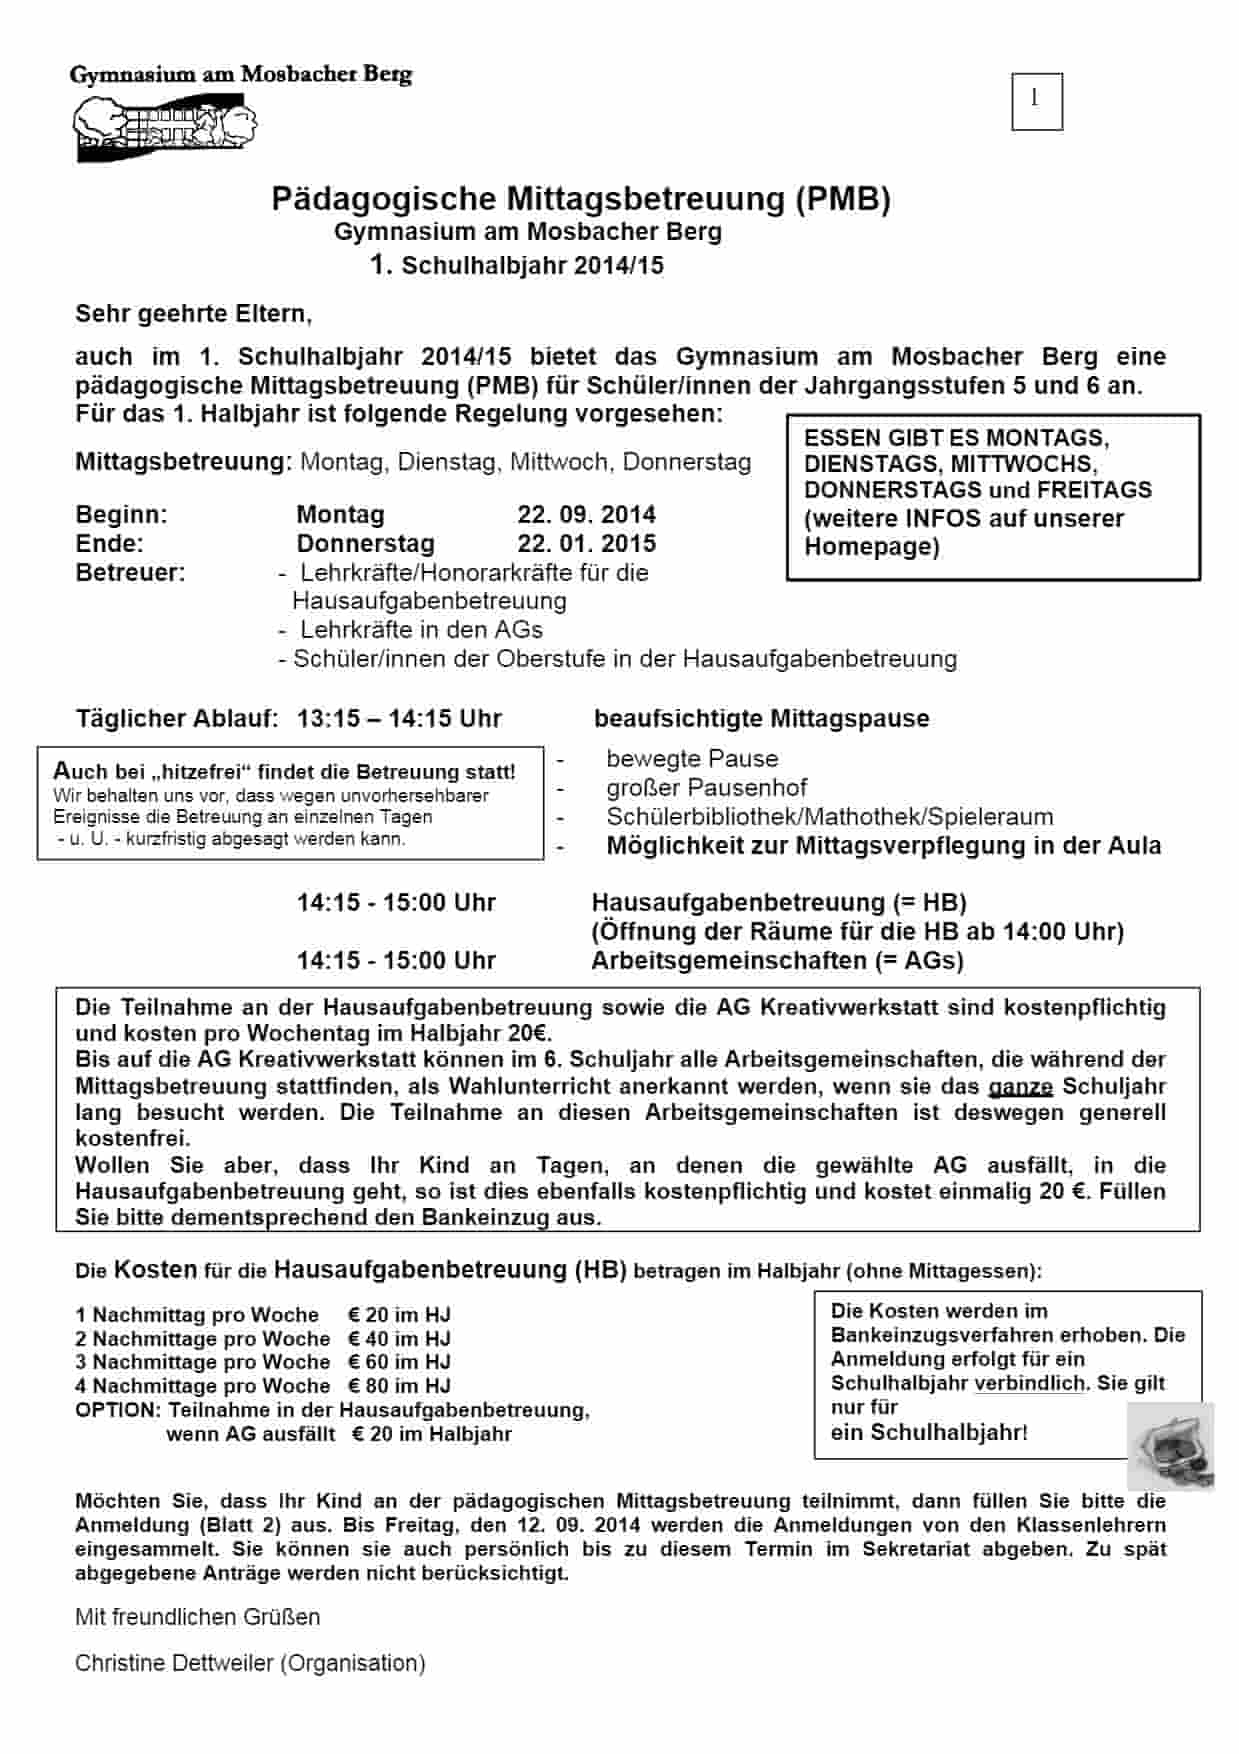 Gymnasium am Mosbacher Berg
1
Pädagogische Mittagsbetreuung (PMB)
Gymnasium am Mosbacher Berg
1. Schulhalbjahr 2014/15
Sehr geehrte Eltern,
auch im 1. Schulhalbjahr 2014/15 bietet das Gymnasium am Mosbacher Berg eine
pädagogische Mittagsbetreuung (PMB) für Schüler/innen der Jahrgangsstufen 5 und 6 an.
Für das 1. Halbjahr ist folgende Regelung vorgesehen:
Mittagsbetreuung: Montag, Dienstag, Mittwoch, Donnerstag
ESSEN GIBT ES MONTAGS,
DIENSTAGS, MITTWOCHS,
DONNERSTAGS und FREITAGS
(weitere INFOS auf unserer
Homepage)
Beginn: Montag 22. 09. 2014
Ende: Donnerstag 22. 01. 2015
Betreuer: - Lehrkräfte/Honorarkräfte für die
Hausaufgabenbetreuung
- Lehrkräfte in den AGs
- Schüler/innen der Oberstufe in der Hausaufgabenbetreuung
Täglicher Ablauf: 13:15 – 14:15 Uhr beaufsichtigte Mittagspause
Auch bei „hitzefrei“ findet die Betreuung statt!
Wir behalten uns vor, dass wegen unvorhersehbarer
Ereignisse die Betreuung an einzelnen Tagen
- u. U. - kurzfristig abgesagt werden kann.
- bewegte Pause
- großer Pausenhof
- Schülerbibliothek/Mathothek/Spieleraum
- Möglichkeit zur Mittagsverpflegung in der Aula
14:15 - 15:00 Uhr Hausaufgabenbetreuung (= HB)
(Öffnung der Räume für die HB ab 14:00 Uhr)
14:15 - 15:00 Uhr Arbeitsgemeinschaften (= AGs)
Die Teilnahme an der Hausaufgabenbetreuung sowie die AG Kreativwerkstatt sind kostenpflichtig
und kosten pro Wochentag im Halbjahr 20€.
Bis auf die AG Kreativwerkstatt können im 6. Schuljahr alle Arbeitsgemeinschaften, die während der
Mittagsbetreuung stattfinden, als Wahlunterricht anerkannt werden, wenn sie das ganze Schuljahr
lang besucht werden. Die Teilnahme an diesen Arbeitsgemeinschaften ist deswegen generell
kostenfrei.
Wollen Sie aber, dass Ihr Kind an Tagen, an denen die gewählte AG ausfällt, in die
Hausaufgabenbetreuung geht, so ist dies ebenfalls kostenpflichtig und kostet einmalig 20 €. Füllen
Sie bitte dementsprechend den Bankeinzug aus.
Die Kosten für die Hausaufgabenbetreuung (HB) betragen im Halbjahr (ohne Mittagessen):
1 Nachmittag pro Woche € 20 im HJ
2 Nachmittage pro Woche € 40 im HJ
3 Nachmittage pro Woche € 60 im HJ
4 Nachmittage pro Woche € 80 im HJ
OPTION: Teilnahme in der Hausaufgabenbetreuung,
wenn AG ausfällt € 20 im Halbjahr
Die Kosten werden im
Bankeinzugsverfahren erhoben. Die
Anmeldung erfolgt für ein
Schulhalbjahr verbindlich. Sie gilt
nur für
ein Schulhalbjahr!
Möchten Sie, dass Ihr Kind an der pädagogischen Mittagsbetreuung teilnimmt, dann füllen Sie bitte die
Anmeldung (Blatt 2) aus. Bis Freitag, den 12. 09. 2014 werden die Anmeldungen von den Klassenlehrern
eingesammelt. Sie können sie auch persönlich bis zu diesem Termin im Sekretariat abgeben. Zu spät
abgegebene Anträge werden nicht berücksichtigt.
Mit freundlichen Grüßen
Christine Dettweiler (Organisation)